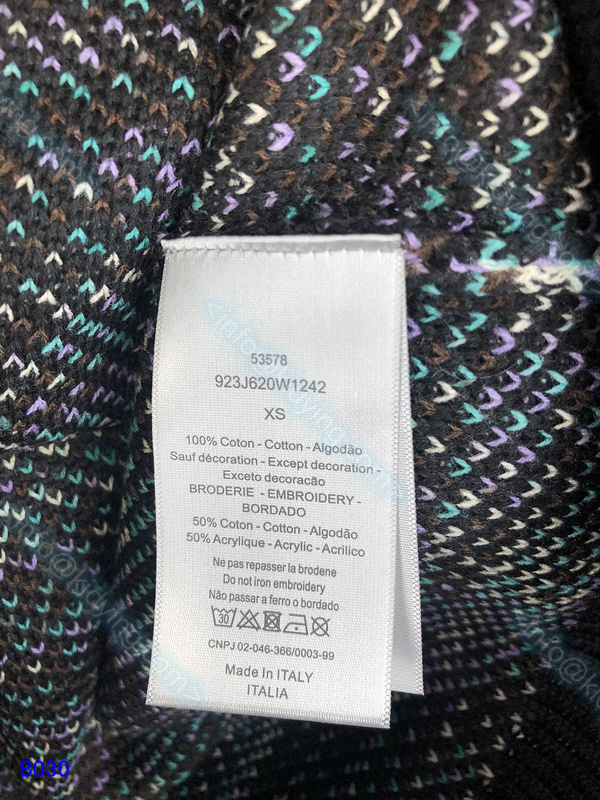 53578
923J620W1242
XS
100% Coton - Cotton - Algodão
Sauf décoration - Except decoration -
Exceto decoracão
BRODERIE - EMBROIDERY -
BORDADO
50% Coton - Cotton - Algodão
50% Acrylique - Acrylic - Acrilico
Ne pas repasser la brodene
Do not iron embroidery
Não passar a ferro o bordado
30
CNPJ 02-046-366/0003-99
Made In ITALY
ITALIA
B030